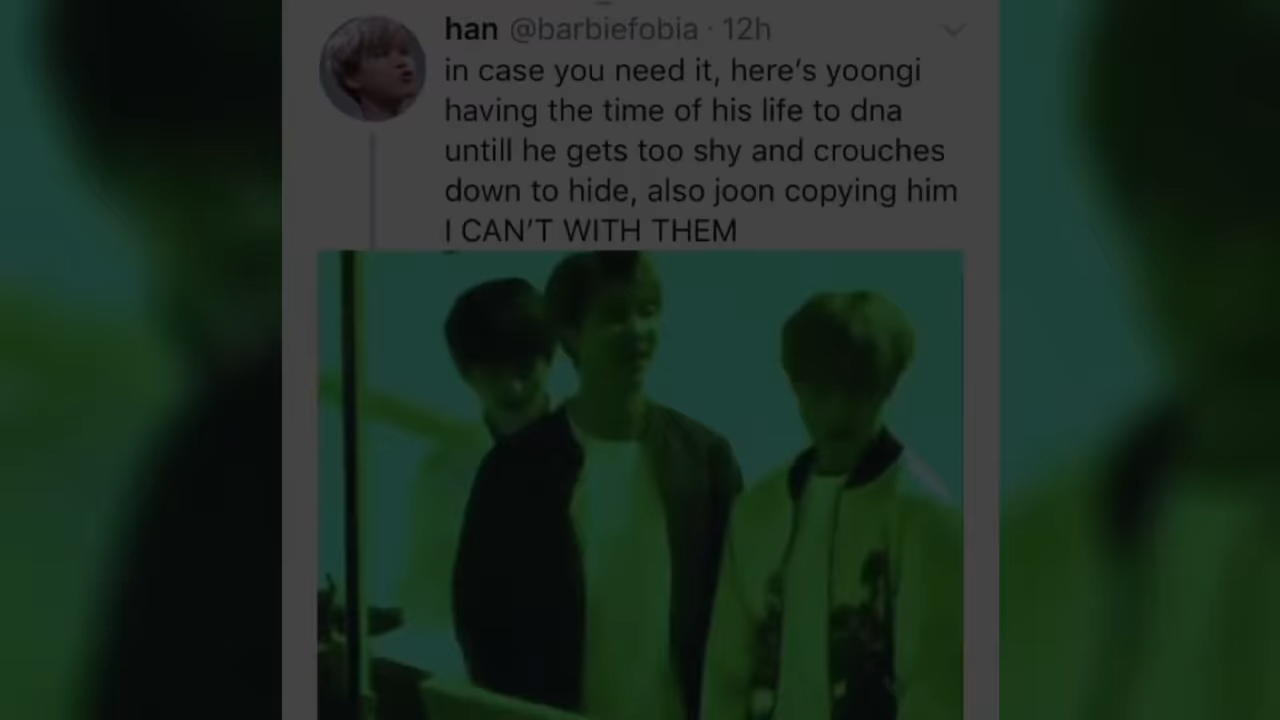 han @barbiefobia · 12h
in case you need it, here's yoongi
having the time of his life to dna
untill he gets too shy and crouches
down to hide, also joon copying him
I CAN'T WITH THEM